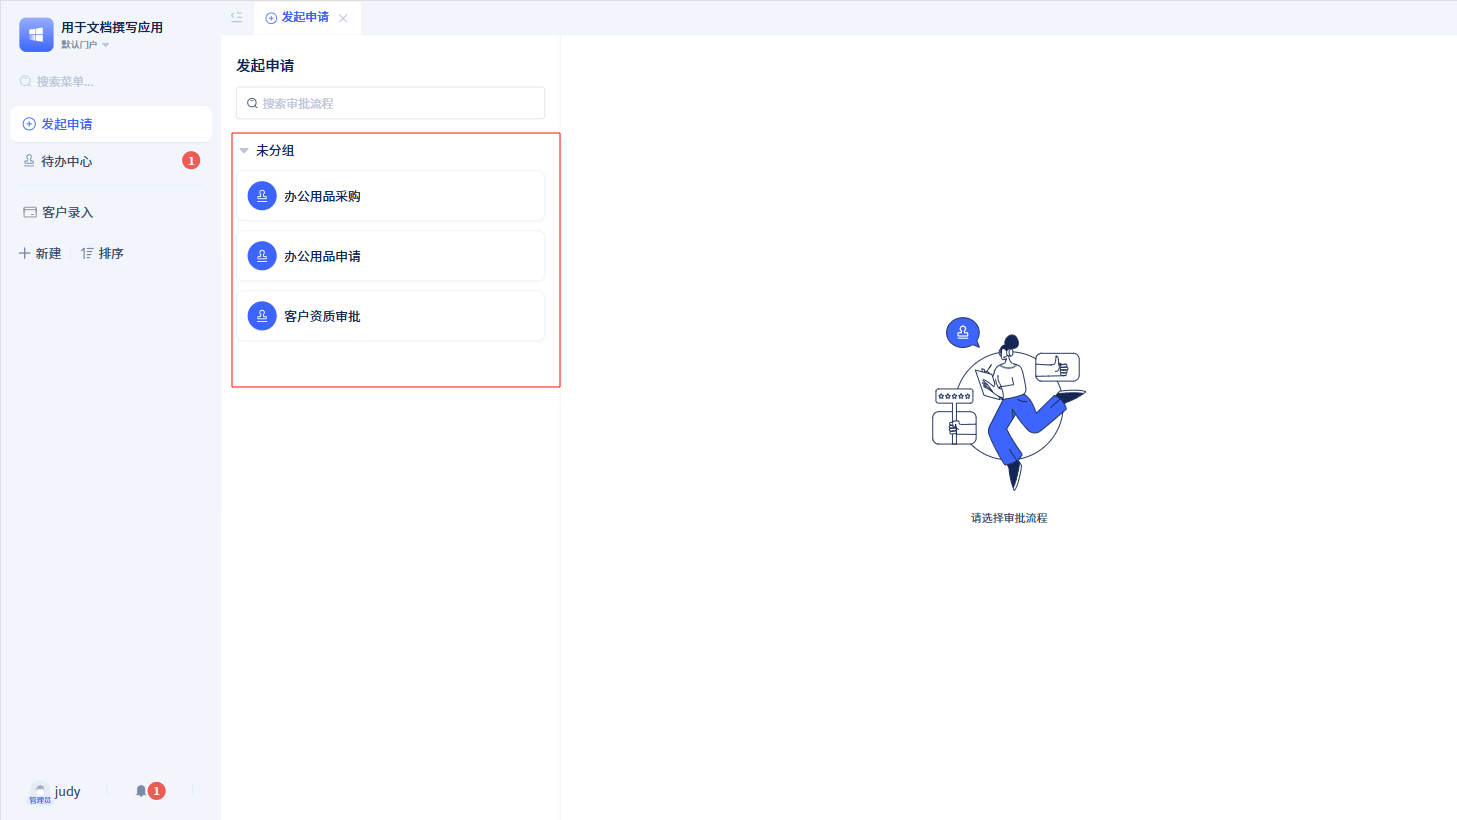 用于文档撰写应用
默认门户
搜索菜单...
发起申请
待办中心
1
客户录入
新建
排序
judy
管理员
1
发起申请
发起申请
搜索审批流程
未分组
办公用品采购
办公用品申请
客户资质审批
请选择审批流程